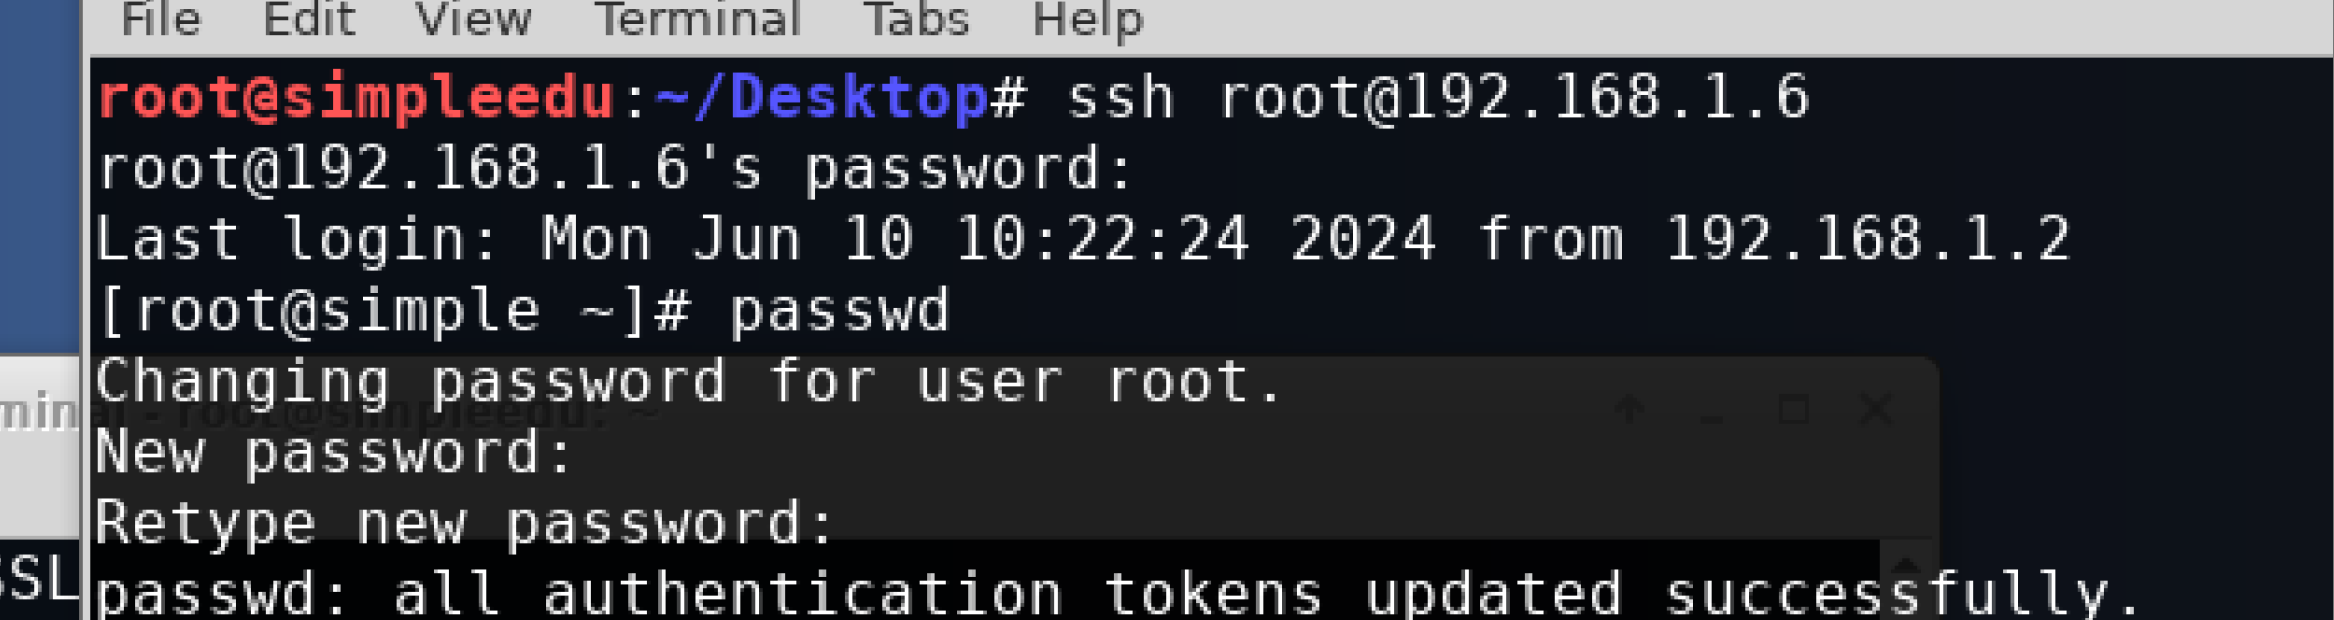 File Edit View Terminal Tabs Help
root@simpleedu:~/Desktop# ssh root@192.168.1.6
root@192.168.1.6's password:
Last login: Mon Jun 10 10:22:24 2024 from 192.168.1.2
[root@simple ~]# passwd
Changing password for user root.
minal - root@simpleedu: ~
New password:
Retype new password:
SSL
passwd: all authentication tokens updated successfully.